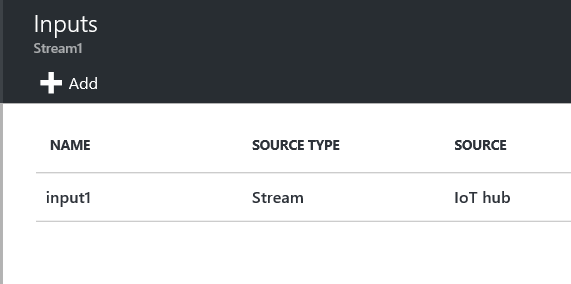 Inputs
Stream1
Add
NAME SOURCE TYPE SOURCE
input1 Stream IoT hub